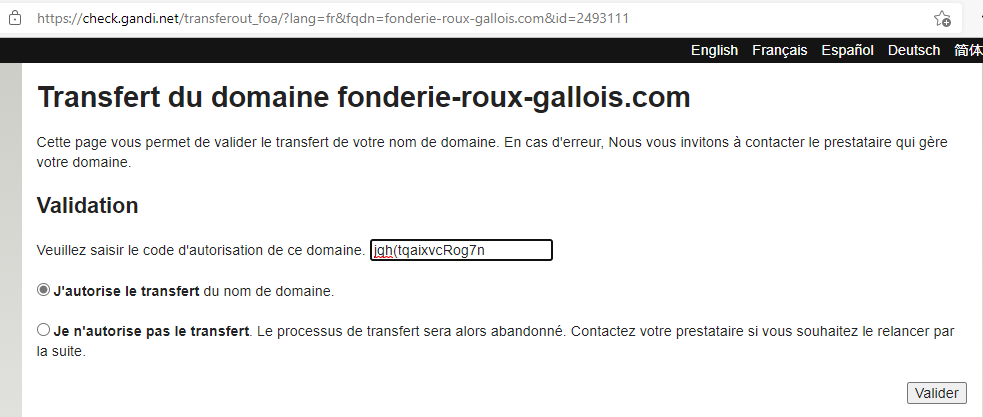 https://check.gandi.net/transferout_foa/?lang=fr&fqdn=fonderie-roux-gallois.com&id=2493111
English Français Español Deutsch 简体
Transfert du domaine fonderie-roux-gallois.com
Cette page vous permet de valider le transfert de votre nom de domaine. En cas d'erreur, Nous vous invitons à contacter le prestataire qui gère
votre domaine.
Validation
Veuillez saisir le code d'autorisation de ce domaine. jqh(tqaixvcRog7n
J'autorise le transfert du nom de domaine.
Je n'autorise pas le transfert. Le processus de transfert sera alors abandonné. Contactez votre prestataire si vous souhaitez le relancer par
la suite.
Valider